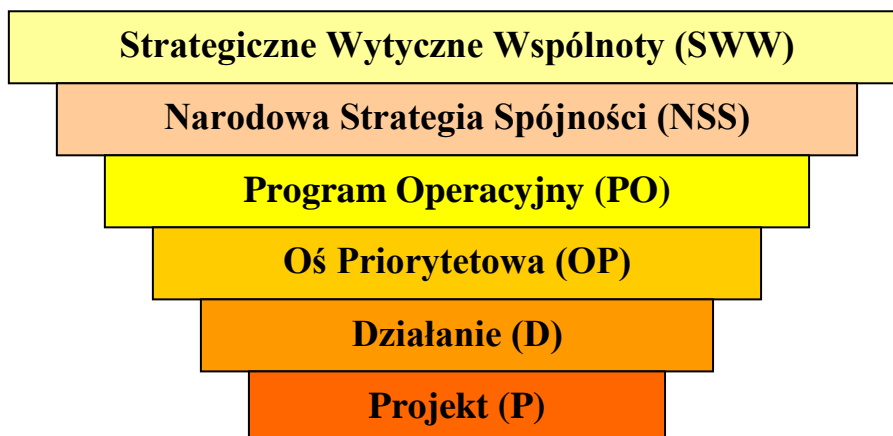 Strategiczne Wytyczne Wspólnoty (SWW)
Narodowa Strategia Spójności (NSS)
Program Operacyjny (PO)
Oś Priorytetowa (OP)
Działanie (D)
Projekt (P)